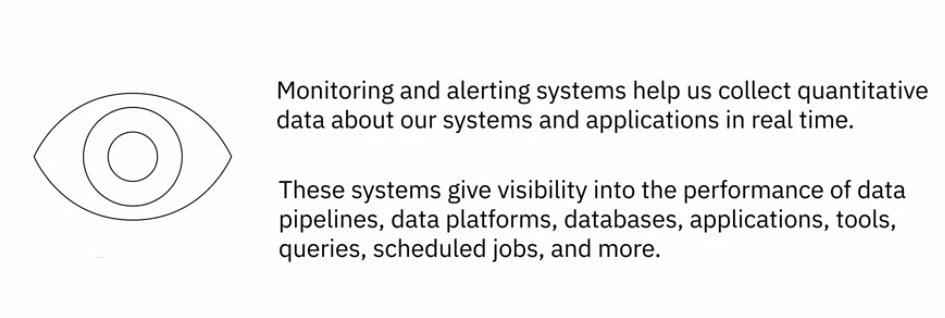 Monitoring and alerting systems help us collect quantitative
data about our systems and applications in real time.
These systems give visibility into the performance of data
pipelines, data platforms, databases, applications, tools,
queries, scheduled jobs, and more.